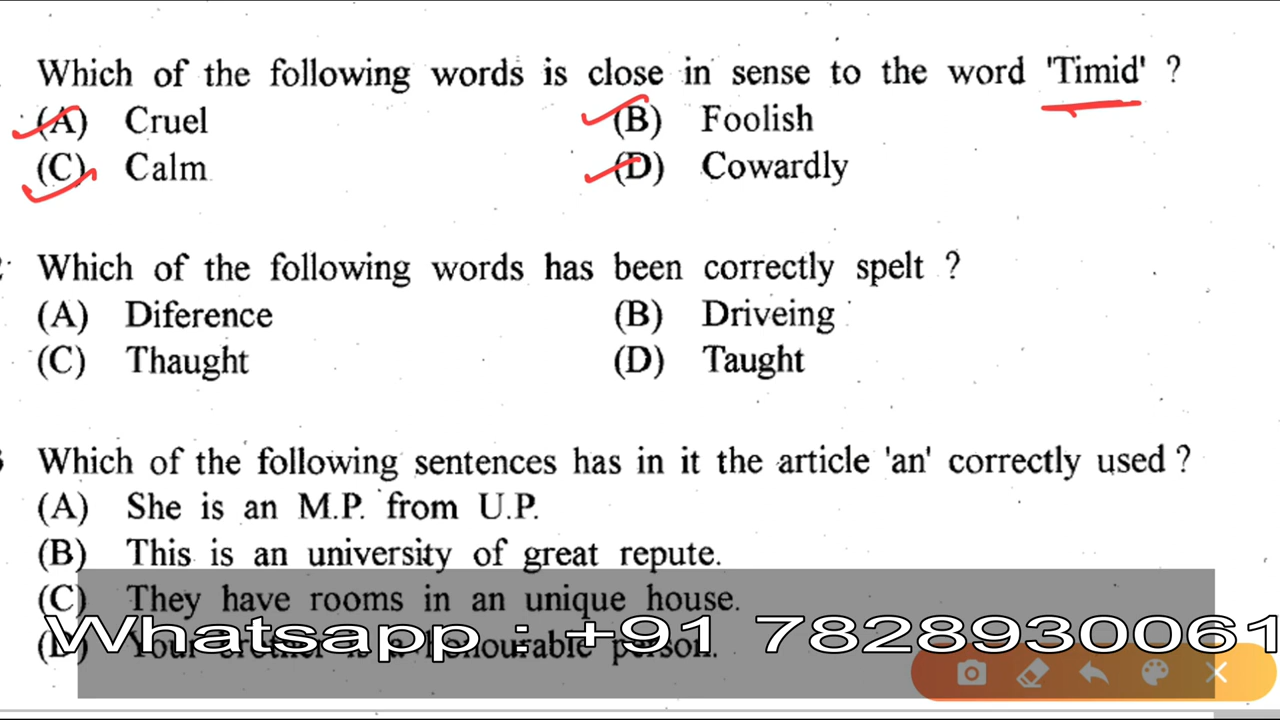 Which of the following words is close in sense to the word 'Timid' ?
(A) Cruel (B) Foolish
(C) Calm (D) Cowardly
Which of the following words has been correctly spelt ?
(A) Diference (B) Driveing
(C) Thaught (D) Taught
Which of the following sentences has in it the article 'an' correctly used ?
(A) She is an M.P. from U.P.
(B) This is an university of great repute.
(C) They have rooms in an unique house.
Whatsapp : +91 7828930061
(D) Your brother is a honourable person.